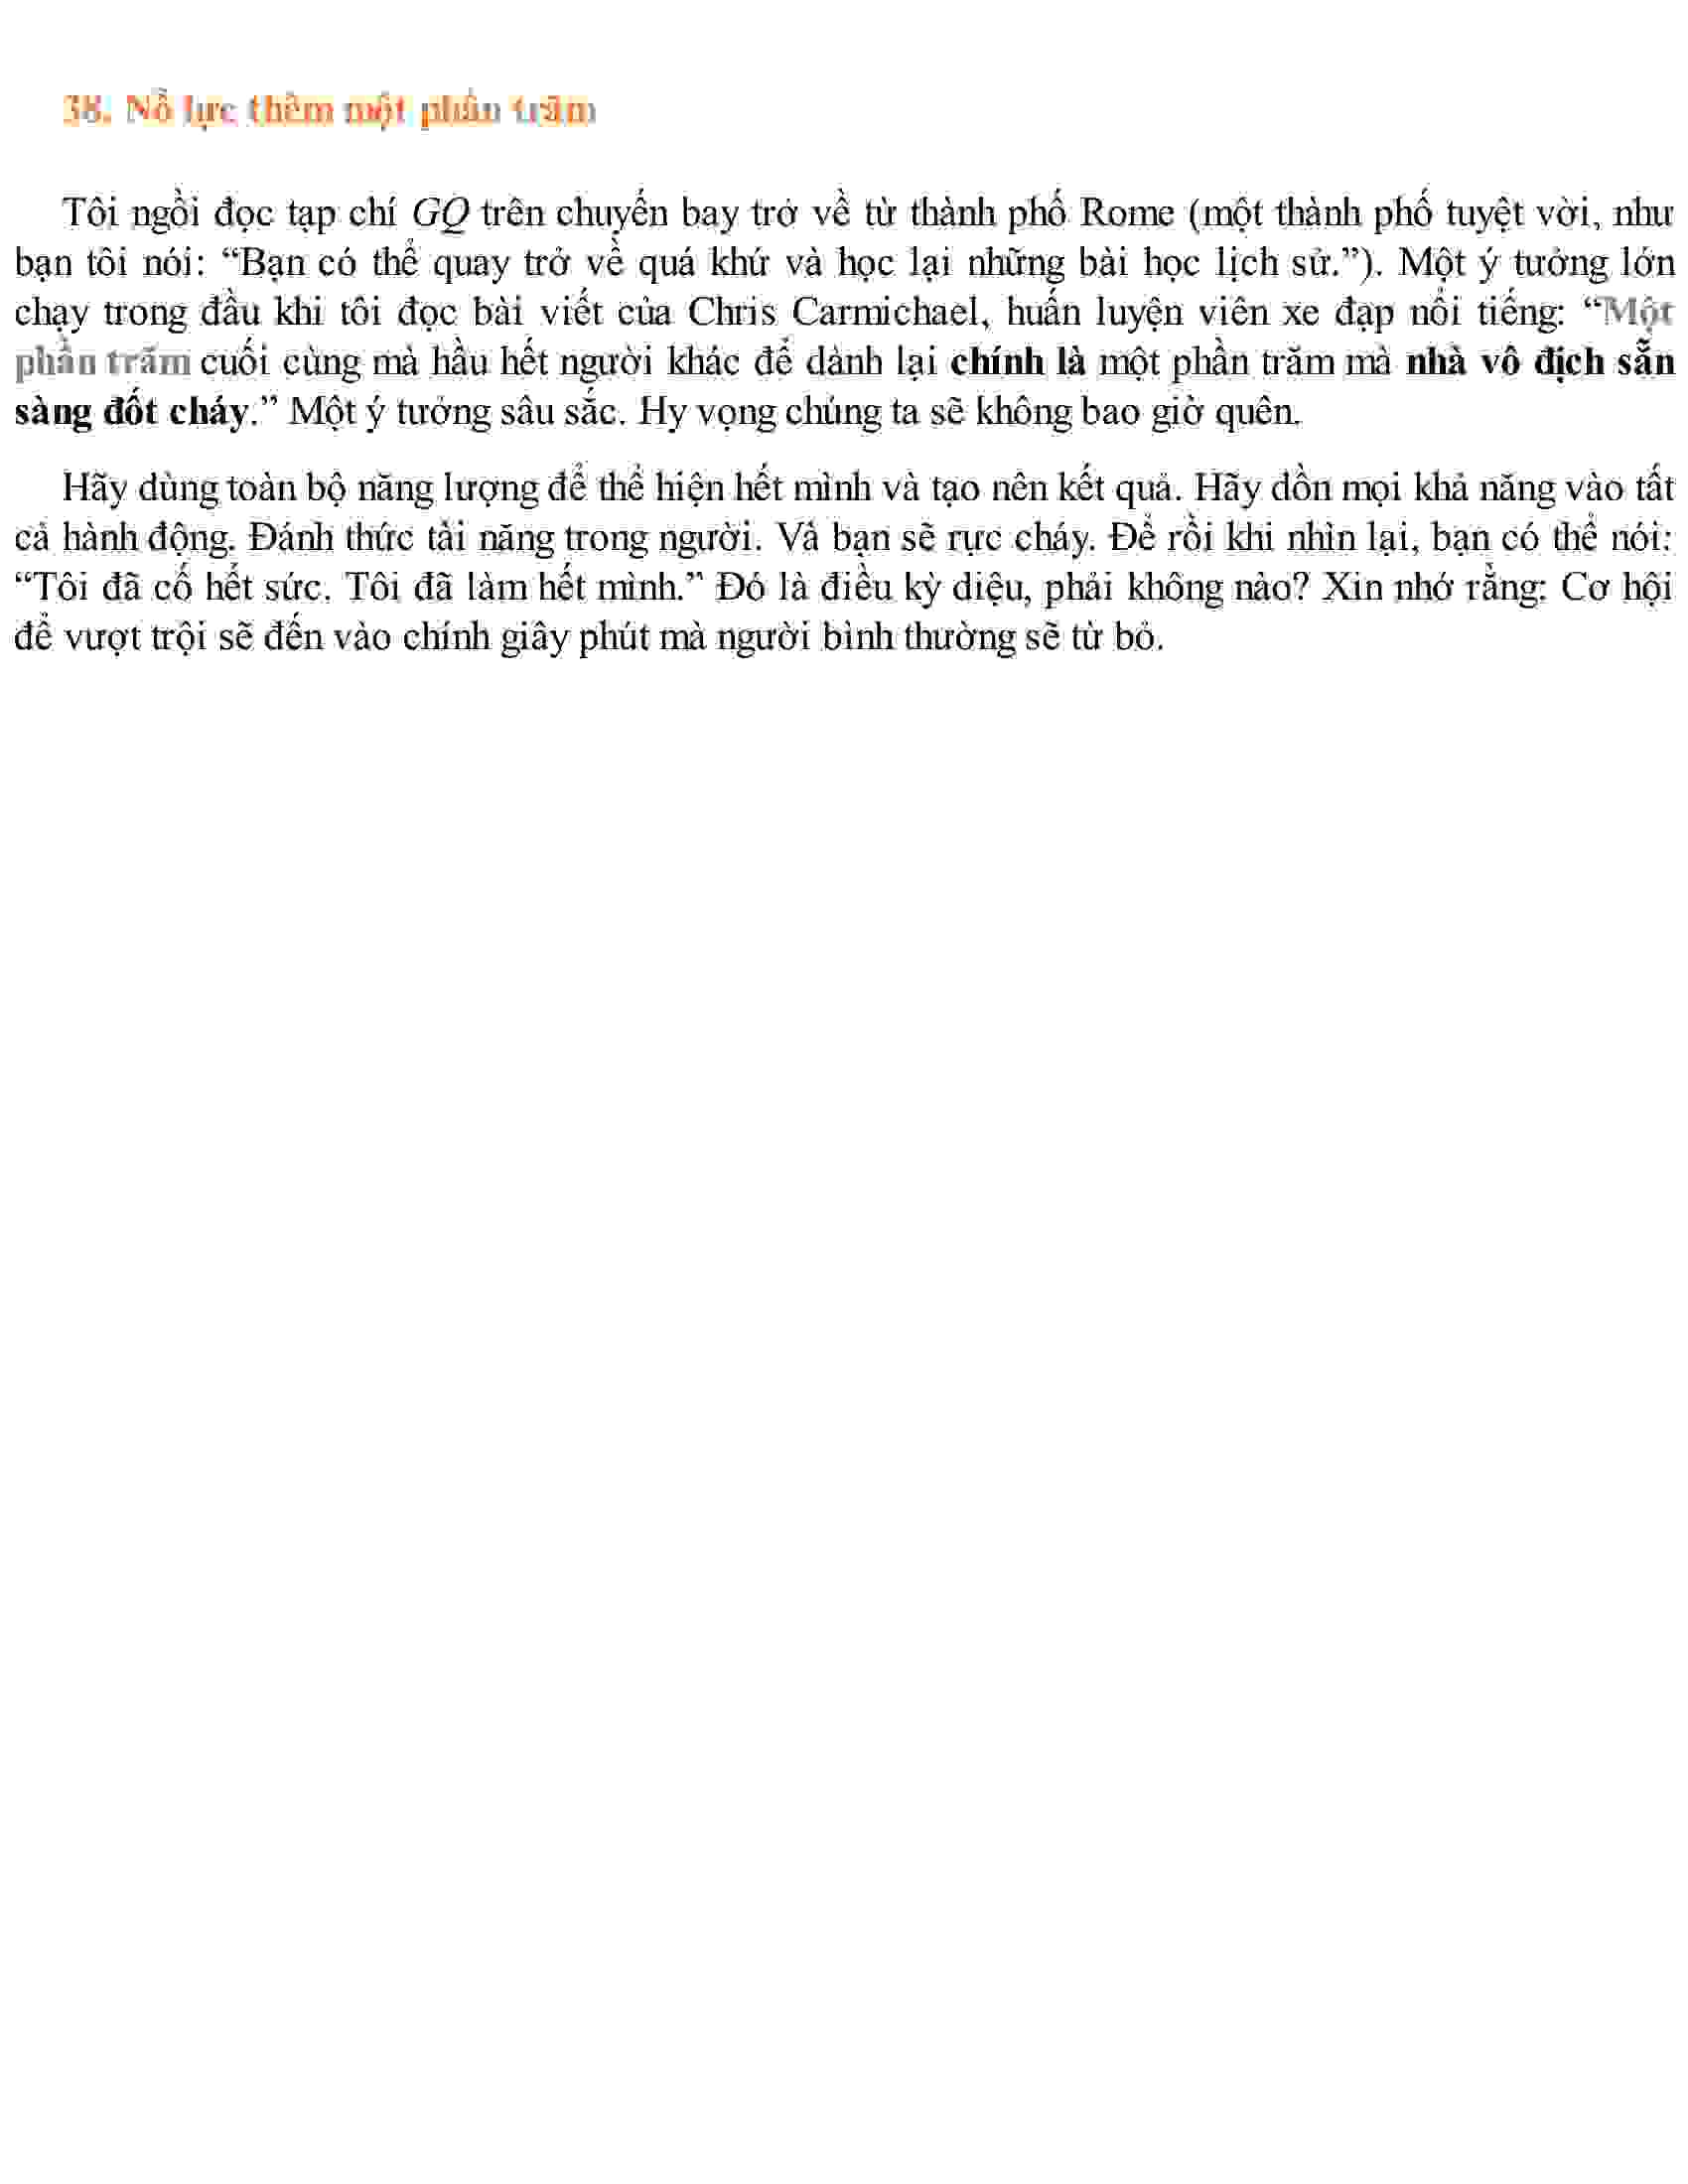 38. Nỗ lực thêm một phần trăm
Tôi ngồi đọc tạp chí GQ trên chuyến bay trở về từ thành phố Rome (một thành phố tuyệt vời, như
bạn tôi nói: “Bạn có thể quay trở về quá khứ và học lại những bài học lịch sử.”). Một ý tưởng lớn
chạy trong đầu khi tôi đọc bài viết của Chris Carmichael, huấn luyện viên xe đạp nổi tiếng: “Một
phần trăm cuối cùng mà hầu hết người khác để dành lại chính là một phần trăm mà nhà vô địch sẵn
sàng đốt cháy.” Một ý tưởng sâu sắc. Hy vọng chúng ta sẽ không bao giờ quên.
Hãy dùng toàn bộ năng lượng để thể hiện hết mình và tạo nên kết quả. Hãy dồn mọi khả năng vào tất
cả hành động. Đánh thức tài năng trong người. Và bạn sẽ rực cháy. Để rồi khi nhìn lại, bạn có thể nói:
“Tôi đã cố hết sức. Tôi đã làm hết mình.” Đó là điều kỳ diệu, phải không nào? Xin nhớ rằng: Cơ hội
để vượt trội sẽ đến vào chính giây phút mà người bình thường sẽ từ bỏ.